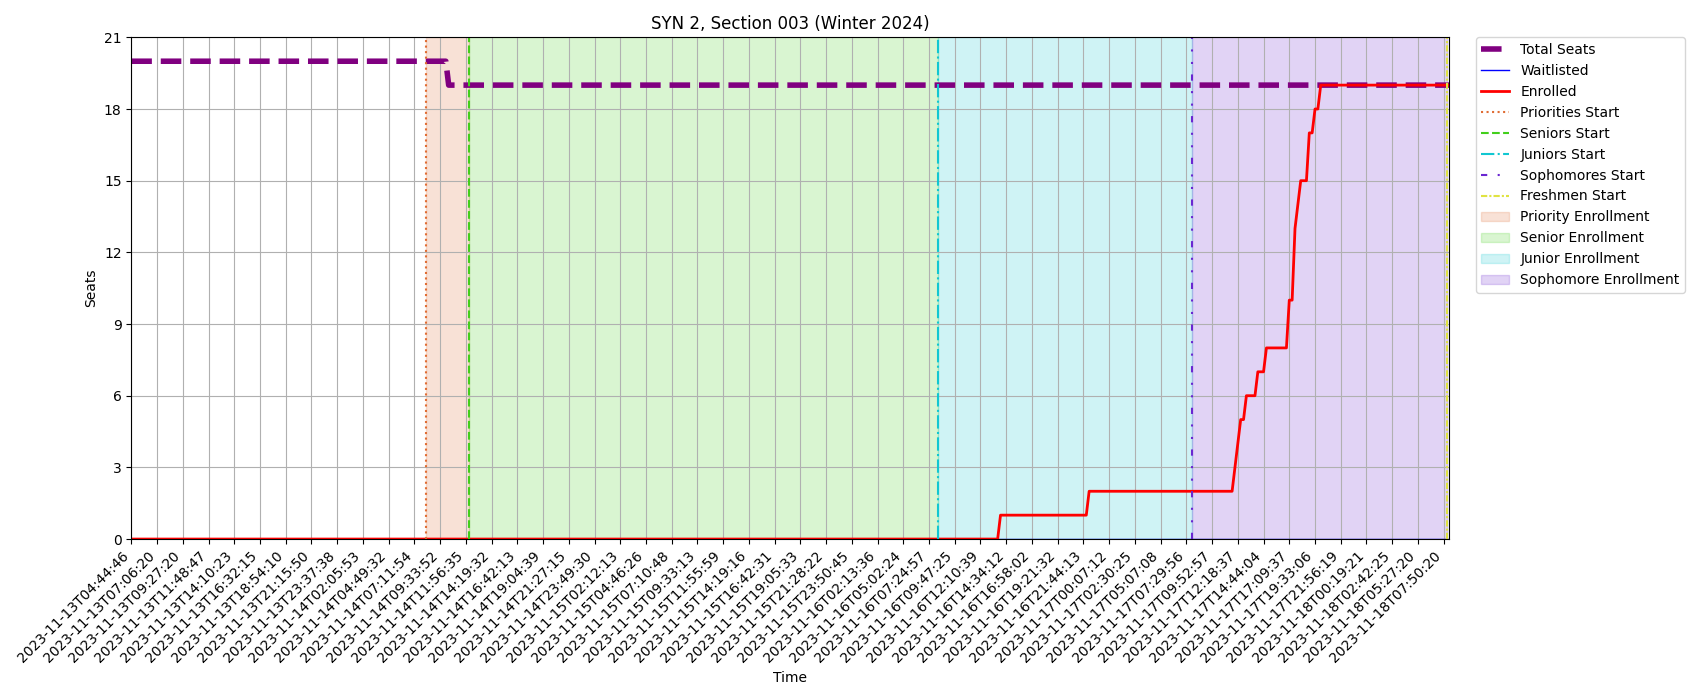 SYN 2, Section 003 (Winter 2024)
21
18
15
12
9
6
3
0
Seats
2023-11-13T04:44:46
2023-11-13T07:06:20
2023-11-13T09:27:20
2023-11-13T11:48:47
2023-11-13T14:10:23
2023-11-13T16:32:15
2023-11-13T18:54:10
2023-11-13T21:15:50
2023-11-13T23:37:38
2023-11-14T02:05:53
2023-11-14T04:49:32
2023-11-14T07:11:54
2023-11-14T09:33:52
2023-11-14T11:56:35
2023-11-14T14:19:32
2023-11-14T16:42:13
2023-11-14T19:04:39
2023-11-14T21:27:15
2023-11-14T23:49:30
2023-11-15T02:12:13
2023-11-15T04:46:26
2023-11-15T07:10:48
2023-11-15T09:33:13
2023-11-15T11:55:59
2023-11-15T14:19:16
2023-11-15T16:42:31
2023-11-15T19:05:33
2023-11-15T21:28:22
2023-11-15T23:50:45
2023-11-16T02:13:36
2023-11-16T05:02:24
2023-11-16T07:24:57
2023-11-16T09:47:25
2023-11-16T12:10:39
2023-11-16T14:34:12
2023-11-16T16:58:02
2023-11-16T19:21:32
2023-11-16T21:44:13
2023-11-17T00:07:12
2023-11-17T02:30:25
2023-11-17T05:07:08
2023-11-17T07:29:56
2023-11-17T09:52:57
2023-11-17T12:18:37
2023-11-17T14:44:04
2023-11-17T17:09:37
2023-11-17T19:33:06
2023-11-17T21:56:19
2023-11-18T00:19:21
2023-11-18T02:42:25
2023-11-18T05:27:20
2023-11-18T07:50:20
Time
Total Seats
Waitlisted
Enrolled
Priorities Start
Seniors Start
Juniors Start
Sophomores Start
Freshmen Start
Priority Enrollment
Senior Enrollment
Junior Enrollment
Sophomore Enrollment